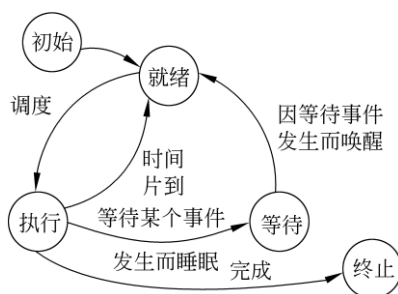 初始
就绪
调度
因等待事件
发生而唤醒
时间
片到
执行
等待某个事件
等待
发生而睡眠
完成
终止